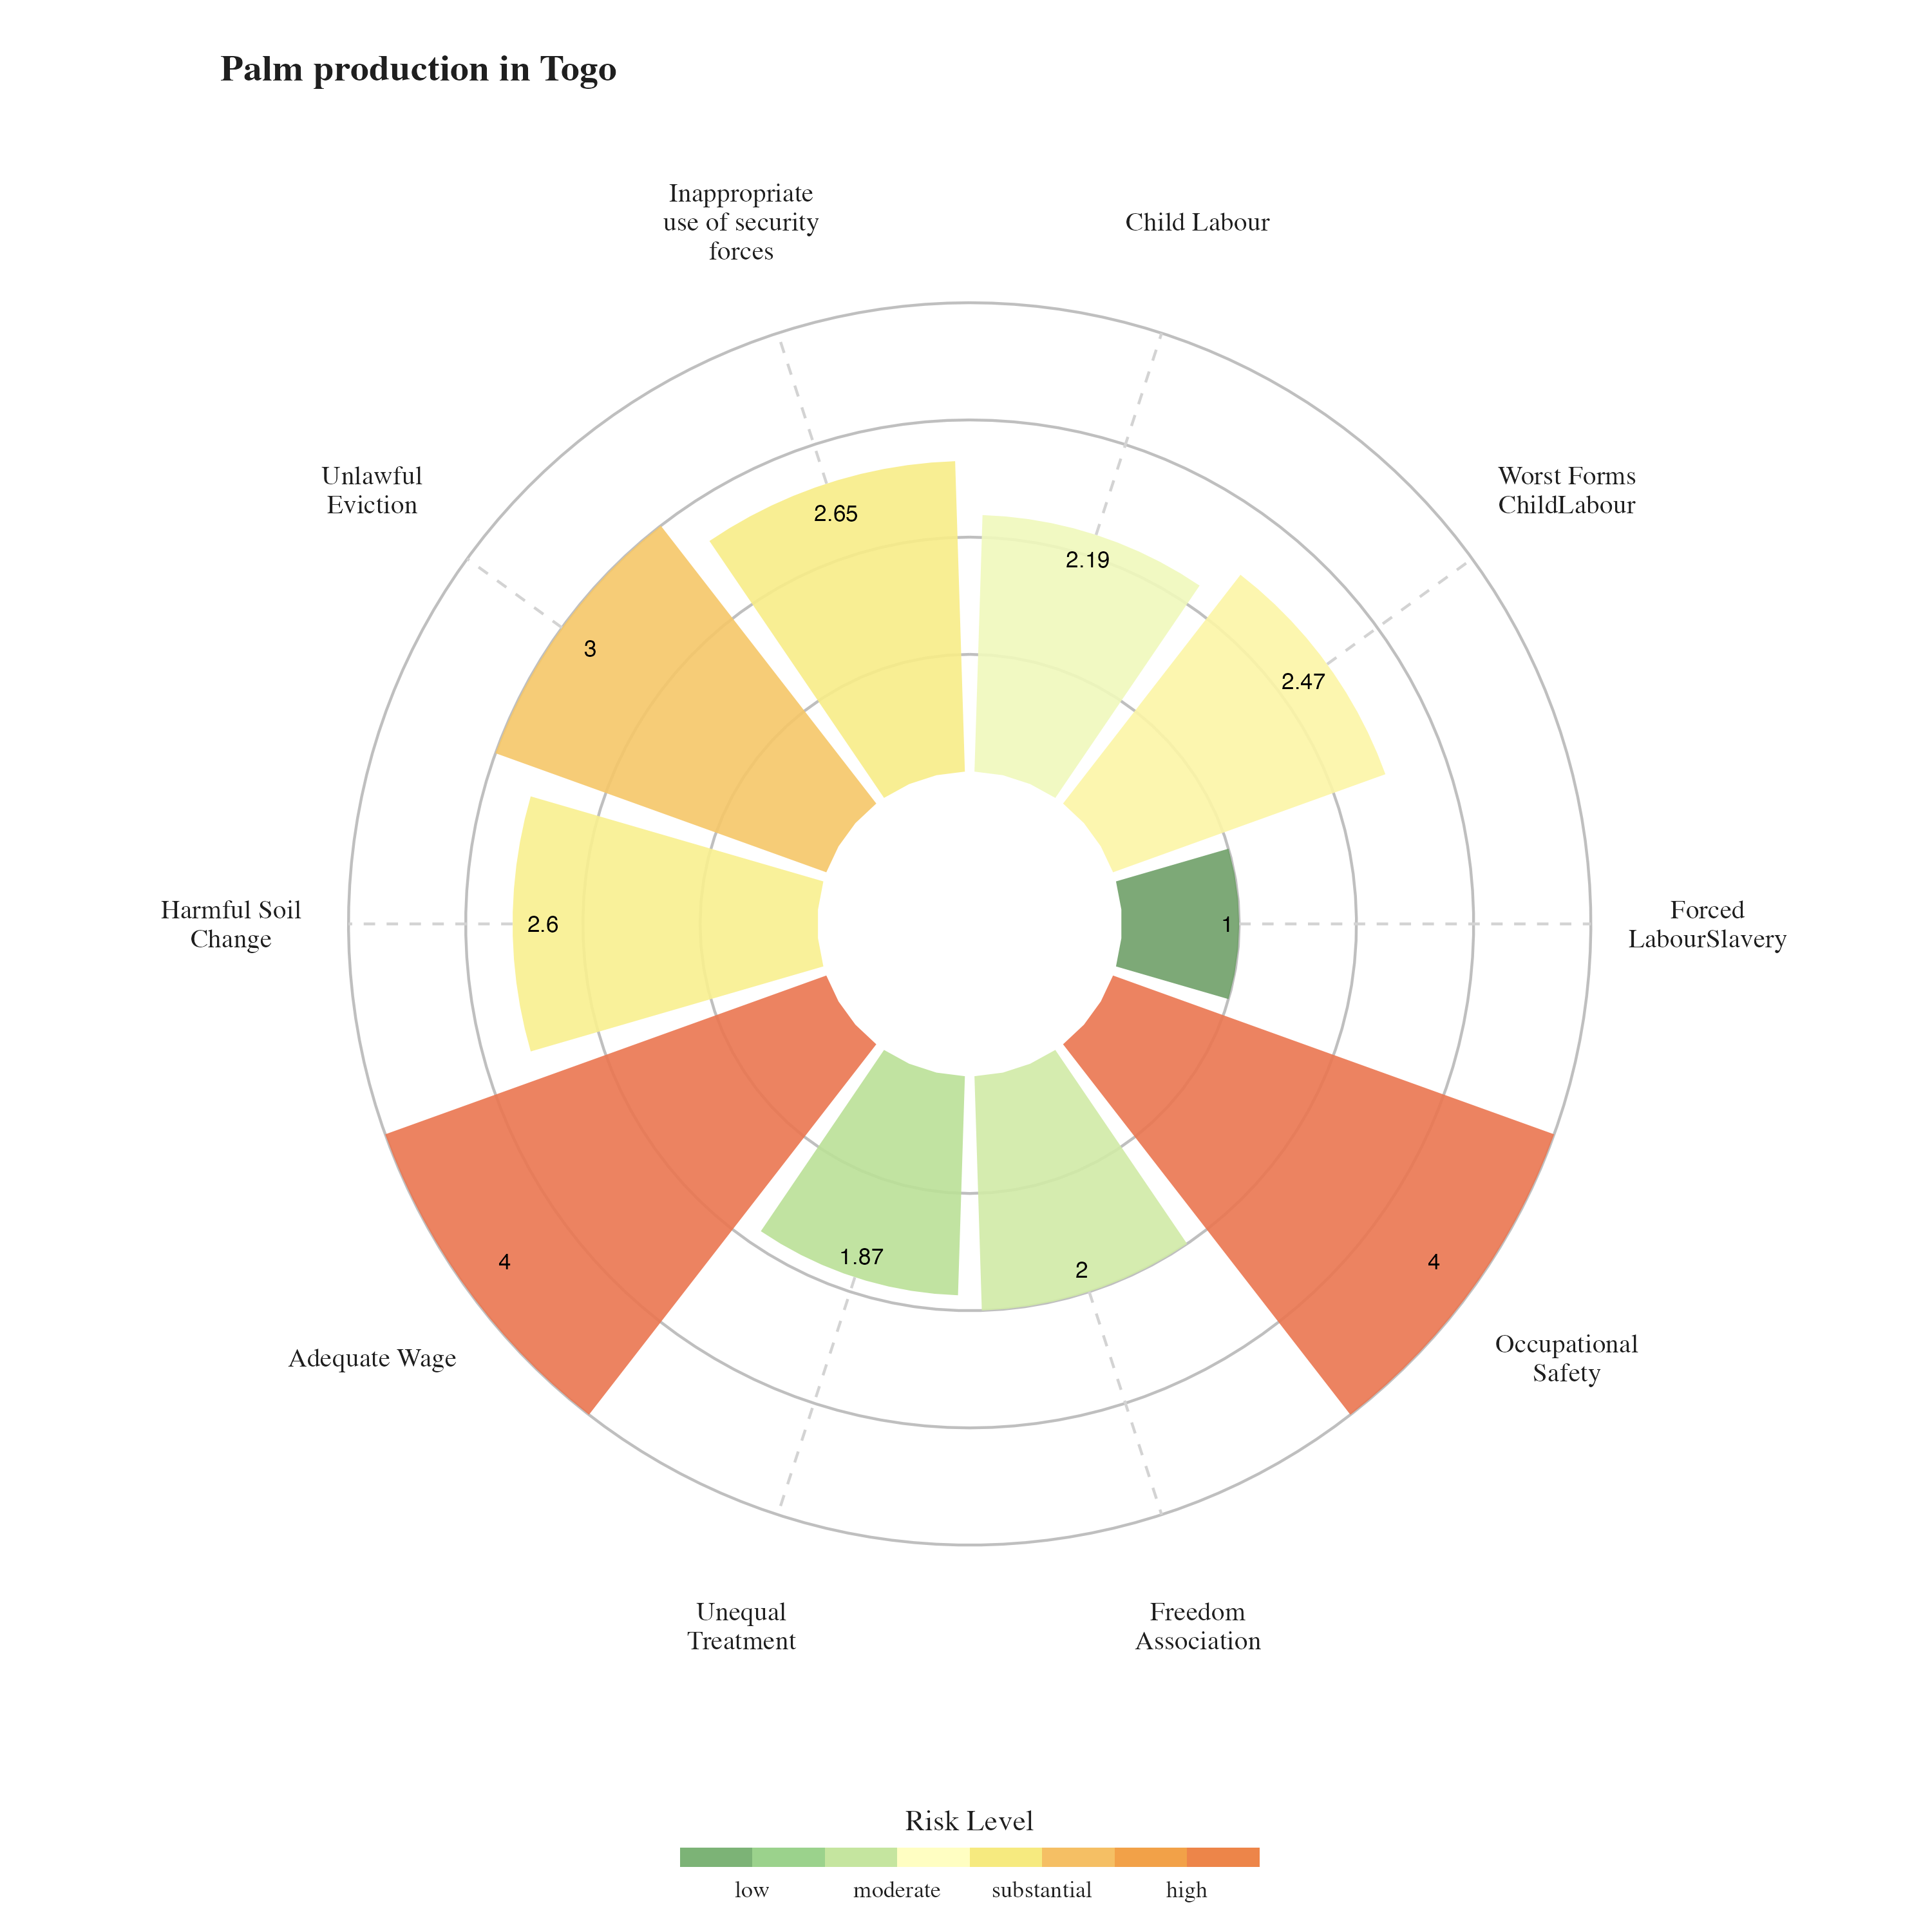 Palm production in Togo
Inappropriate
use of security
forces
Child Labour
Unlawful
Eviction
Worst Forms
ChildLabour
2.65
2.19
3
2.47
Harmful Soil
Change
2.6
1
Forced
LabourSlavery
4
1.87
2
4
Adequate Wage
Occupational
Safety
Unequal
Treatment
Freedom
Association
Risk Level
low
moderate
substantial
high